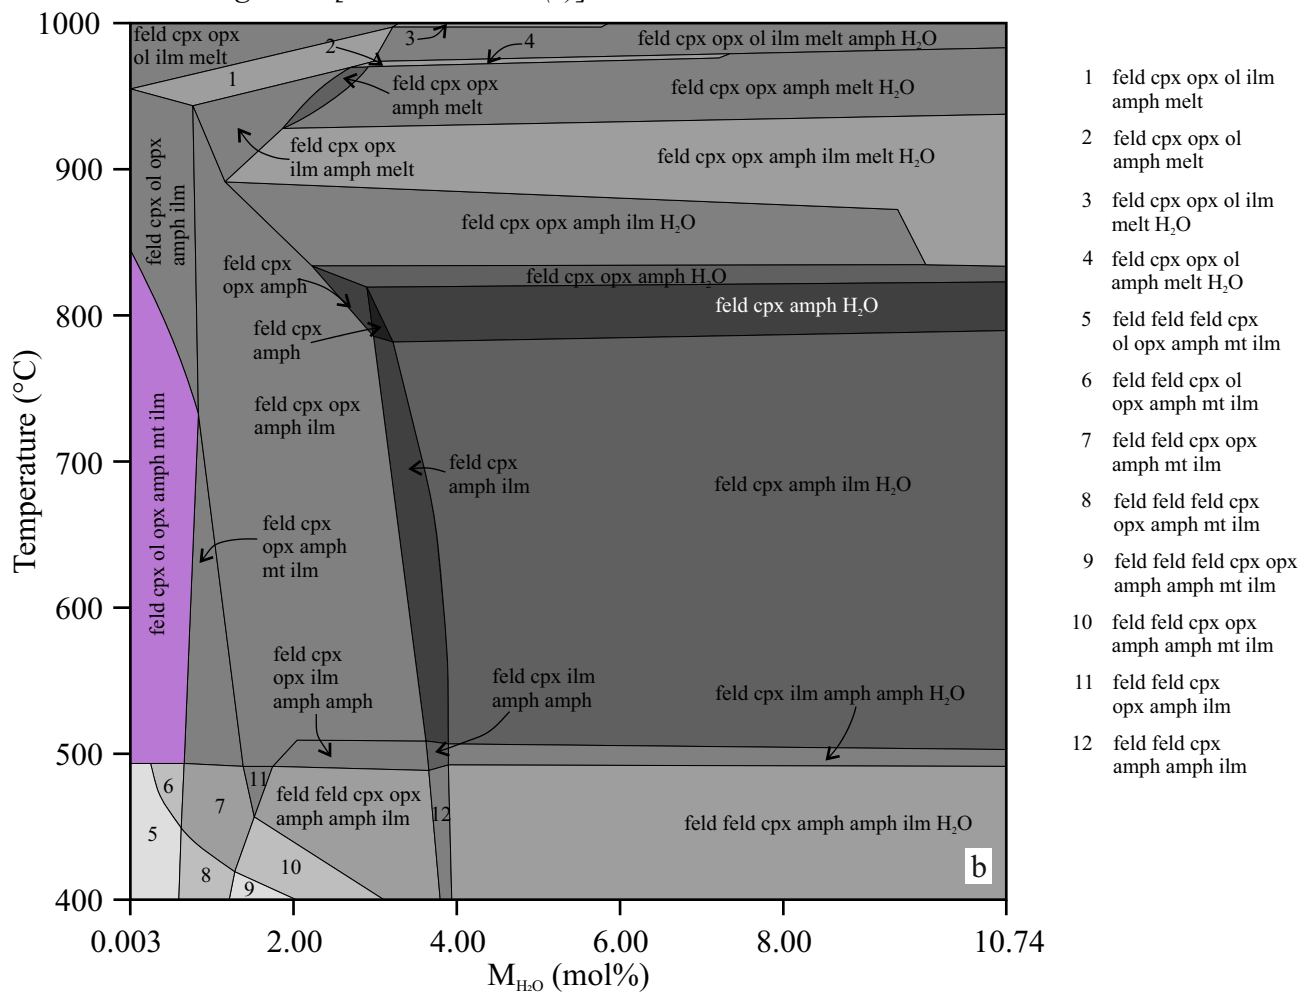 1000
900
800
700
600
500
400
Temperature (°C)
0.003
2.00
4.00
6.00
8.00
10.74
M_H₂O (mol%)
feld cpx opx
ol ilm melt
1
2
3
4
feld cpx opx ol ilm melt amph H₂O
feld cpx opx
amph melt
feld cpx opx amph melt H₂O
feld cpx opx
ilm amph melt
feld cpx opx amph ilm melt H₂O
feld cpx ol opx
amph ilm
feld cpx opx amph ilm H₂O
feld cpx
opx amph
feld cpx opx amph H₂O
feld cpx amph H₂O
feld cpx
amph
feld cpx opx
amph ilm
feld cpx ol opx amph mt ilm
feld cpx
amph ilm
feld cpx amph ilm H₂O
feld cpx
opx amph
mt ilm
feld cpx
opx ilm
amph amph
feld cpx ilm
amph amph
feld cpx ilm amph amph H₂O
5
6
7
8
9
10
11
12
feld feld cpx opx
amph amph ilm
feld feld cpx amph amph ilm H₂O
b
1 feld cpx opx ol ilm
amph melt
2 feld cpx opx ol
amph melt
3 feld cpx opx ol ilm
melt H₂O
4 feld cpx opx ol
amph melt H₂O
5 feld feld feld cpx
ol opx amph mt ilm
6 feld feld cpx ol
opx amph mt ilm
7 feld feld cpx opx
amph mt ilm
8 feld feld feld cpx
opx amph mt ilm
9 feld feld feld cpx opx
amph amph mt ilm
10 feld feld cpx opx
amph amph mt ilm
11 feld feld cpx
opx amph ilm
12 feld feld cpx
amph amph ilm